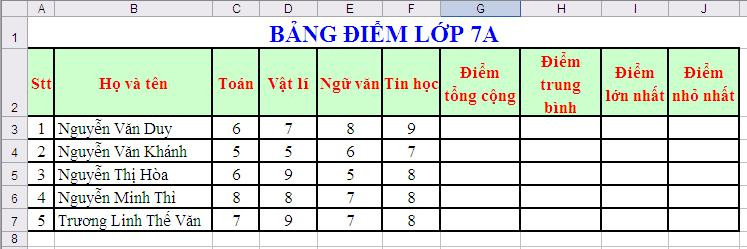 A B C D E F G H I J
1 BẢNG ĐIỂM LỚP 7A
2 Stt Họ và tên Toán Vật lí Ngữ văn Tin học Điểm tổng cộng Điểm trung bình Điểm lớn nhất Điểm nhỏ nhất
3 1 Nguyễn Văn Duy 6 7 8 9
4 2 Nguyễn Văn Khánh 5 5 6 7
5 3 Nguyễn Thị Hòa 6 9 5 8
6 4 Nguyễn Minh Thi 8 8 7 8
7 5 Trương Linh Thế Văn 7 9 7 8
8